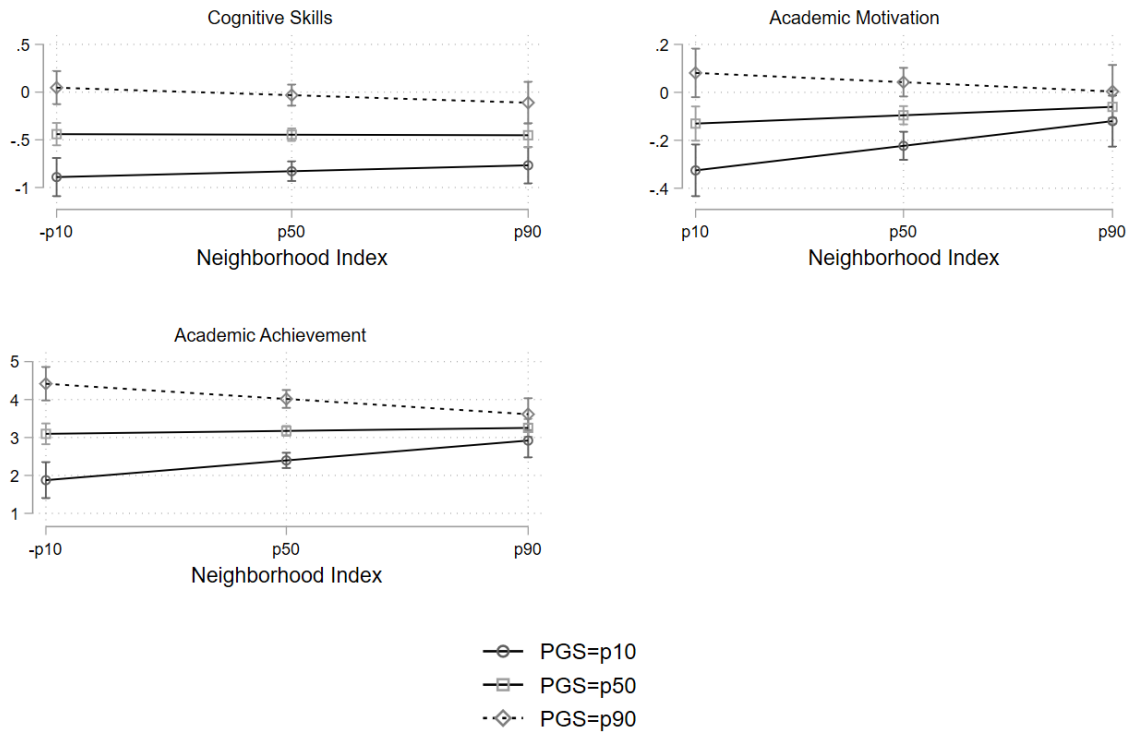 Cognitive Skills
.5
0
-.5
-1
-p10 p50 p90
Neighborhood Index
Academic Motivation
.2
0
-.2
-.4
p10 p50 p90
Neighborhood Index
Academic Achievement
5
4
3
2
1
-p10 p50 p90
Neighborhood Index
PGS=p10
PGS=p50
PGS=p90